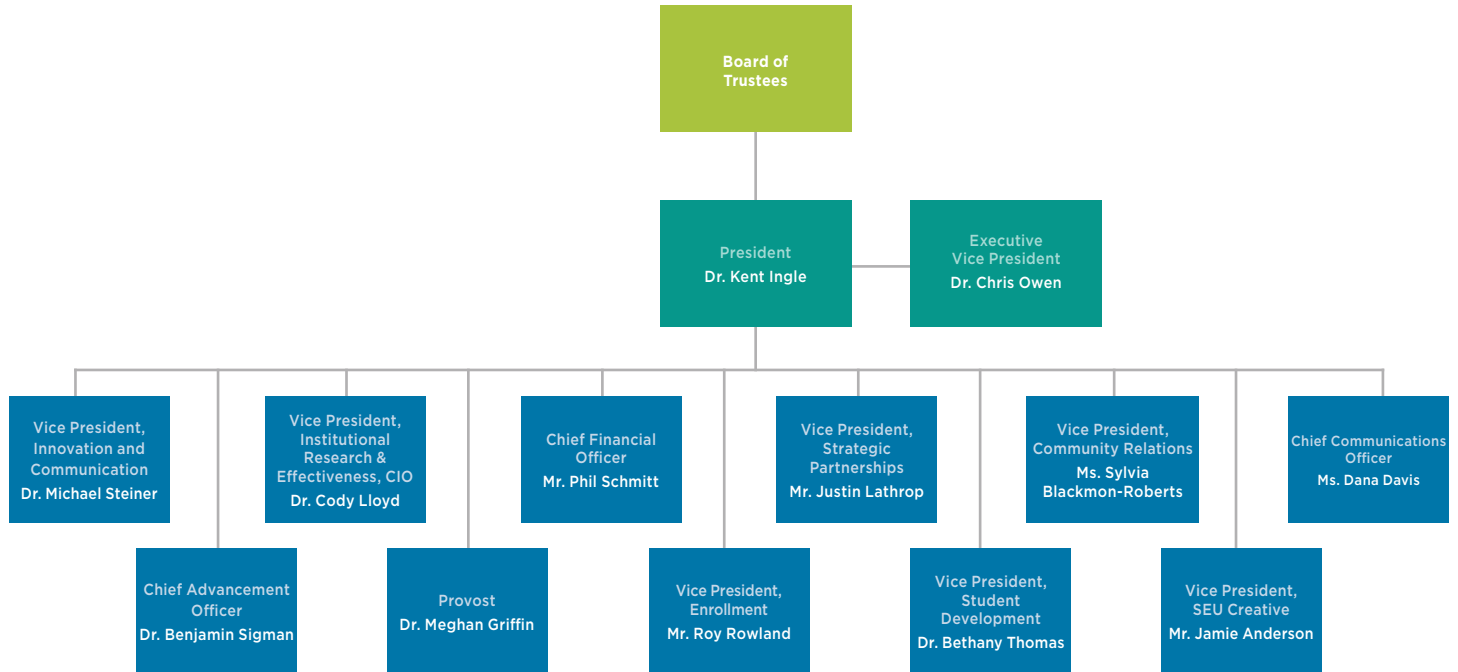 Board of
Trustees
President
Dr. Kent Ingle
Executive
Vice President
Dr. Chris Owen
Vice President,
Innovation and
Communication
Dr. Michael Steiner
Vice President,
Institutional
Research &
Effectiveness, CIO
Dr. Cody Lloyd
Chief Financial
Officer
Mr. Phil Schmitt
Vice President,
Strategic
Partnerships
Mr. Justin Lathrop
Vice President,
Community Relations
Ms. Sylvia
Blackmon-Roberts
Chief Communications
Officer
Ms. Dana Davis
Chief Advancement
Officer
Dr. Benjamin Sigman
Provost
Dr. Meghan Griffin
Vice President,
Enrollment
Mr. Roy Rowland
Vice President,
Student
Development
Dr. Bethany Thomas
Vice President,
SEU Creative
Mr. Jamie Anderson